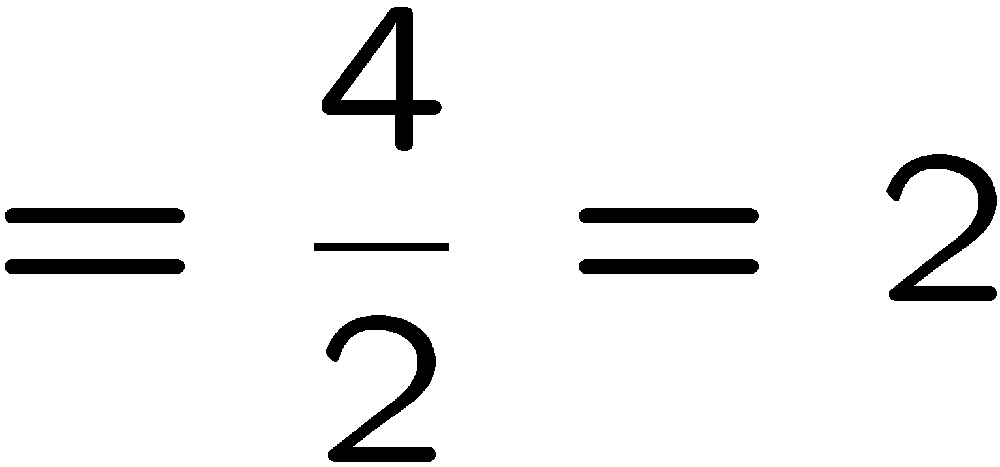 = 4/2 = 2